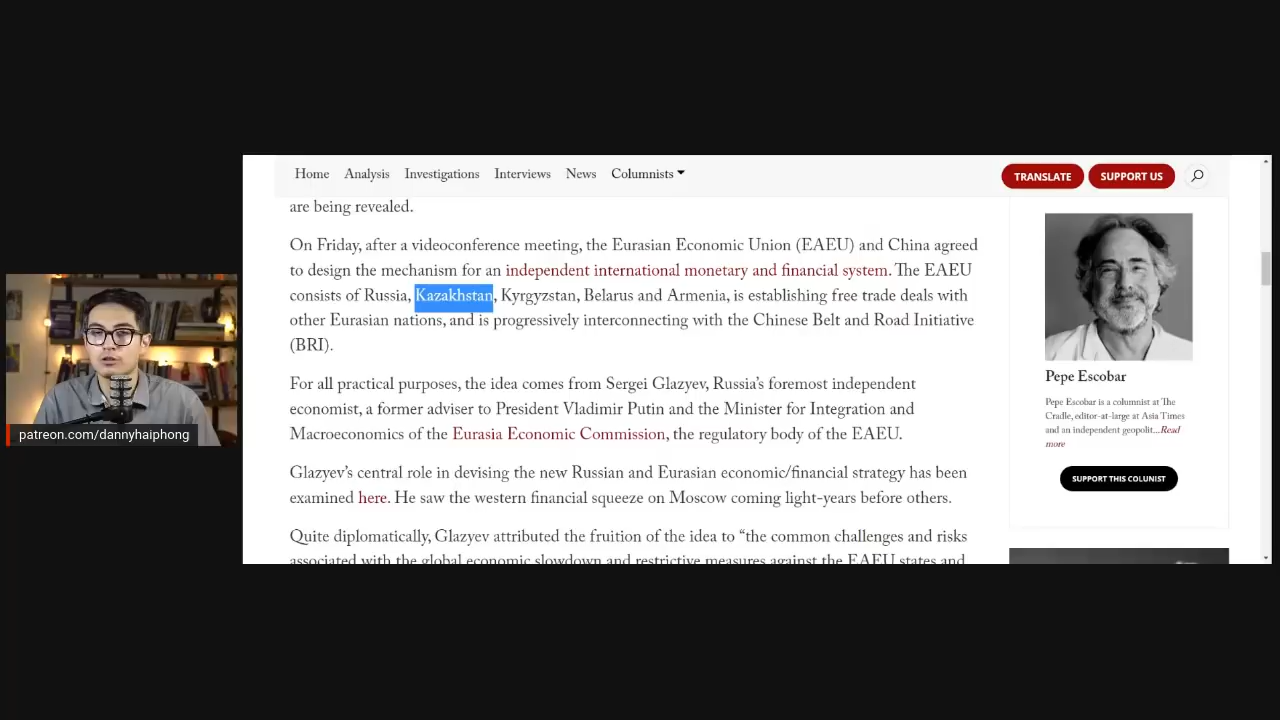 Home Analysis Investigations Interviews News Columnists
TRANSLATE SUPPORT US
are being revealed.
On Friday, after a videoconference meeting, the Eurasian Economic Union (EAEU) and China agreed
to design the mechanism for an independent international monetary and financial system. The EAEU
consists of Russia, Kazakhstan, Kyrgyzstan, Belarus and Armenia, is establishing free trade deals with
other Eurasian nations, and is progressively interconnecting with the Chinese Belt and Road Initiative
(BRI).
For all practical purposes, the idea comes from Sergei Glazyev, Russia’s foremost independent
economist, a former adviser to President Vladimir Putin and the Minister for Integration and
Macroeconomics of the Eurasia Economic Commission, the regulatory body of the EAEU.
Glazyev’s central role in devising the new Russian and Eurasian economic/financial strategy has been
examined here. He saw the western financial squeeze on Moscow coming light-years before others.
Quite diplomatically, Glazyev attributed the fruition of the idea to “the common challenges and risks
associated with the global economic slowdown and restrictive measures against the EAEU states and
Pepe Escobar
Pepe Escobar is a columnist at The
Cradle, editor-at-large at Asia Times
and an independent geopolit...Read
more
SUPPORT THIS COLUNIST
patreon.com/dannyhaiphong